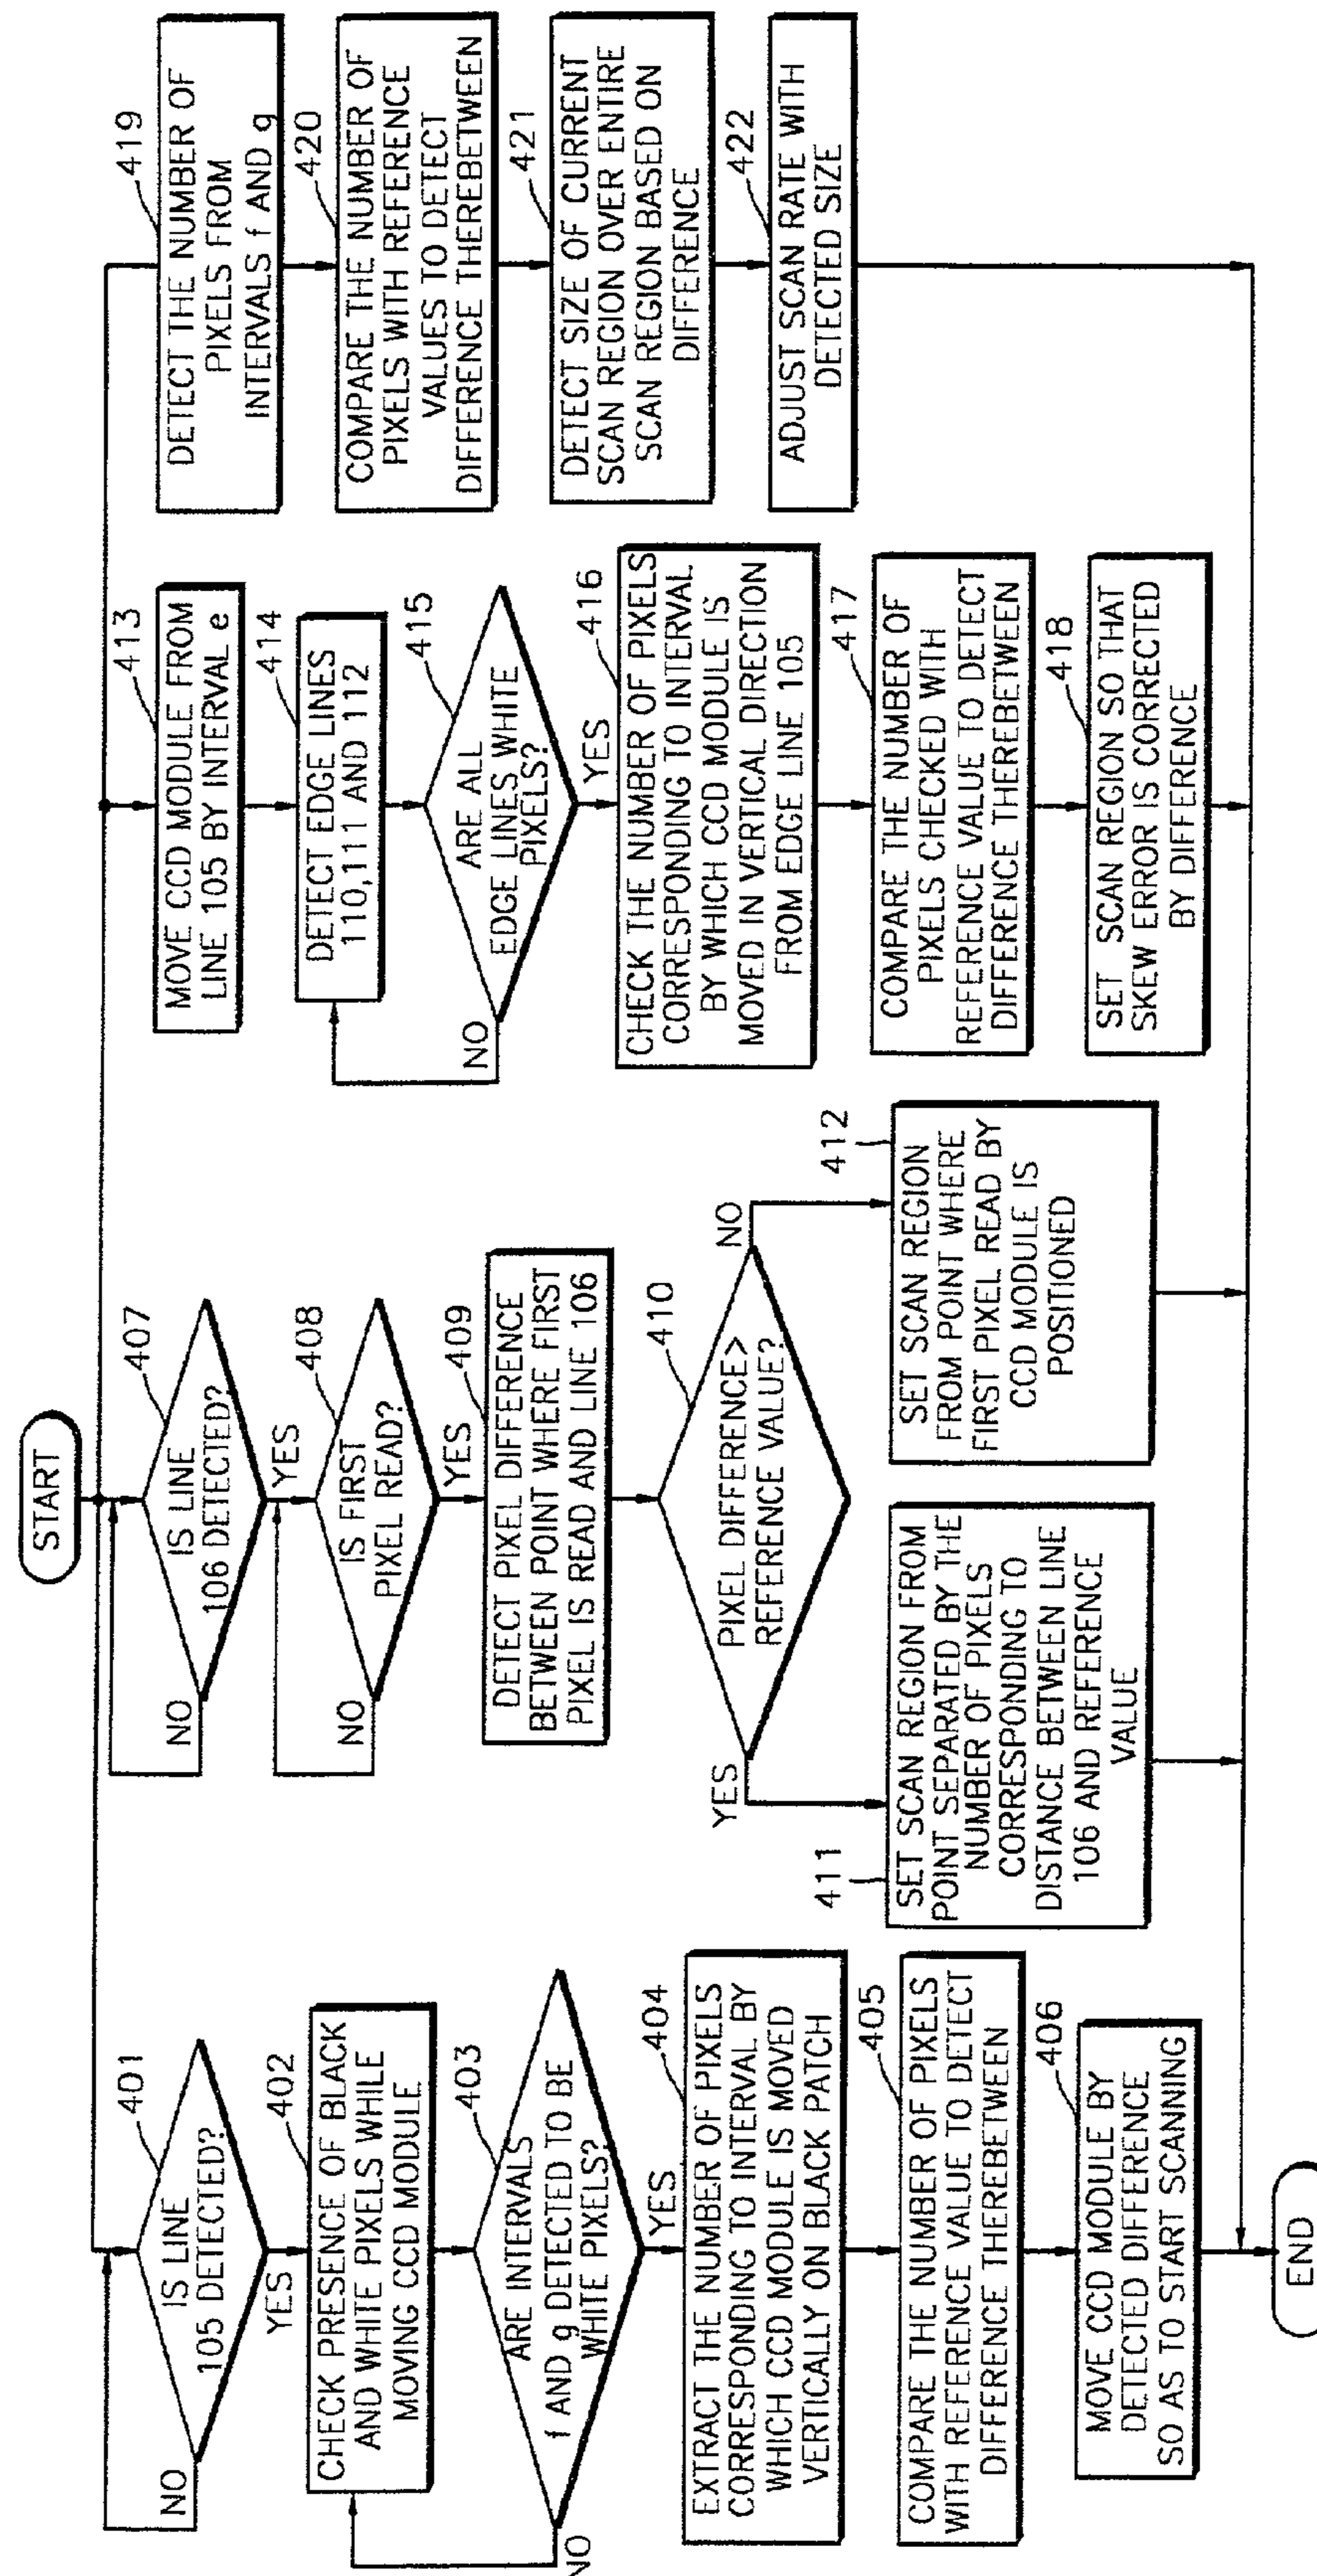 START
401
IS LINE
105 DETECTED?
NO
YES
402
CHECK PRESENCE OF BLACK
AND WHITE PIXELS WHILE
MOVING CCD MODULE
403
ARE INTERVALS
f AND g DETECTED TO BE
WHITE PIXELS?
NO
YES
404
EXTRACT THE NUMBER OF PIXELS
CORRESPONDING TO INTERVAL BY
WHICH CCD MODULE IS MOVED
VERTICALLY ON BLACK PATCH
405
COMPARE THE NUMBER OF PIXELS
WITH REFERENCE VALUE TO DETECT
DIFFERENCE THEREBETWEEN
406
MOVE CCD MODULE BY
DETECTED DIFFERENCE
SO AS TO START SCANNING
407
IS LINE
106 DETECTED?
NO
YES
408
IS FIRST
PIXEL READ?
NO
YES
409
DETECT PIXEL DIFFERENCE
BETWEEN POINT WHERE FIRST
PIXEL IS READ AND LINE 106
410
PIXEL DIFFERENCE>
REFERENCE VALUE?
YES
NO
411
SET SCAN REGION FROM
POINT SEPARATED BY THE
NUMBER OF PIXELS
CORRESPONDING TO
DISTANCE BETWEEN LINE
106 AND REFERENCE
VALUE
412
SET SCAN REGION
FROM POINT WHERE
FIRST PIXEL READ BY
CCD MODULE IS
POSITIONED
413
MOVE CCD MODULE FROM
LINE 105 BY INTERVAL e
414
DETECT EDGE LINES
110,111 AND 112
415
ARE ALL
EDGE LINES WHITE
PIXELS?
NO
YES
416
CHECK THE NUMBER OF PIXELS
CORRESPONDING TO INTERVAL
BY WHICH CCD MODULE IS
MOVED IN VERTICAL DIRECTION
FROM EDGE LINE 105
417
COMPARE THE NUMBER OF
PIXELS CHECKED WITH
REFERENCE VALUE TO DETECT
DIFFERENCE THEREBETWEEN
418
SET SCAN REGION SO THAT
SKEW ERROR IS CORRECTED
BY DIFFERENCE
419
DETECT THE NUMBER OF
PIXELS FROM
INTERVALS f AND g
420
COMPARE THE NUMBER OF
PIXELS WITH REFERENCE
VALUES TO DETECT
DIFFERENCE THEREBETWEEN
421
DETECT SIZE OF CURRENT
SCAN REGION OVER ENTIRE
SCAN REGION BASED ON
DIFFERENCE
422
ADJUST SCAN RATE WITH
DETECTED SIZE
END